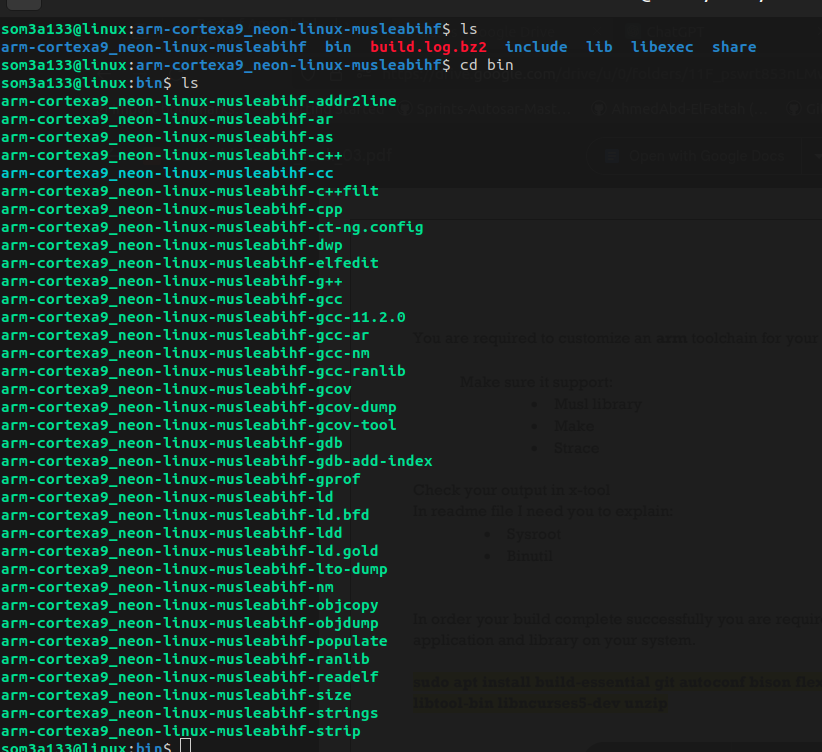 som3a133@linux:arm-cortexa9_neon-linux-musleabihf$ ls
arm-cortexa9_neon-linux-musleabihf  bin  build.log.bz2  include  lib  libexec  share
som3a133@linux:arm-cortexa9_neon-linux-musleabihf$ cd bin
som3a133@linux:bin$ ls
arm-cortexa9_neon-linux-musleabihf-addr2line
arm-cortexa9_neon-linux-musleabihf-ar
arm-cortexa9_neon-linux-musleabihf-as
arm-cortexa9_neon-linux-musleabihf-c++
arm-cortexa9_neon-linux-musleabihf-cc
arm-cortexa9_neon-linux-musleabihf-c++filt
arm-cortexa9_neon-linux-musleabihf-cpp
arm-cortexa9_neon-linux-musleabihf-ct-ng.config
arm-cortexa9_neon-linux-musleabihf-dwp
arm-cortexa9_neon-linux-musleabihf-elfedit
arm-cortexa9_neon-linux-musleabihf-g++
arm-cortexa9_neon-linux-musleabihf-gcc
arm-cortexa9_neon-linux-musleabihf-gcc-11.2.0
arm-cortexa9_neon-linux-musleabihf-gcc-ar
arm-cortexa9_neon-linux-musleabihf-gcc-nm
arm-cortexa9_neon-linux-musleabihf-gcc-ranlib
arm-cortexa9_neon-linux-musleabihf-gcov
arm-cortexa9_neon-linux-musleabihf-gcov-dump
arm-cortexa9_neon-linux-musleabihf-gcov-tool
arm-cortexa9_neon-linux-musleabihf-gdb
arm-cortexa9_neon-linux-musleabihf-gdb-add-index
arm-cortexa9_neon-linux-musleabihf-gprof
arm-cortexa9_neon-linux-musleabihf-ld
arm-cortexa9_neon-linux-musleabihf-ld.bfd
arm-cortexa9_neon-linux-musleabihf-ldd
arm-cortexa9_neon-linux-musleabihf-ld.gold
arm-cortexa9_neon-linux-musleabihf-lto-dump
arm-cortexa9_neon-linux-musleabihf-nm
arm-cortexa9_neon-linux-musleabihf-objcopy
arm-cortexa9_neon-linux-musleabihf-objdump
arm-cortexa9_neon-linux-musleabihf-populate
arm-cortexa9_neon-linux-musleabihf-ranlib
arm-cortexa9_neon-linux-musleabihf-readelf
arm-cortexa9_neon-linux-musleabihf-size
arm-cortexa9_neon-linux-musleabihf-strings
arm-cortexa9_neon-linux-musleabihf-strip
som3a133@linux:bin$
Open with Google Docs
You are required to customize an arm toolchain for your
Make sure it support:
Musl library
Make
Strace
Check your output in x-tool
In readme file I need you to explain:
Sysroot
Binutil
In order your build complete successfully you are
application and library on your system.
sudo apt install build-essential git autoconf bison
libtool-bin libncurses5-dev unzip